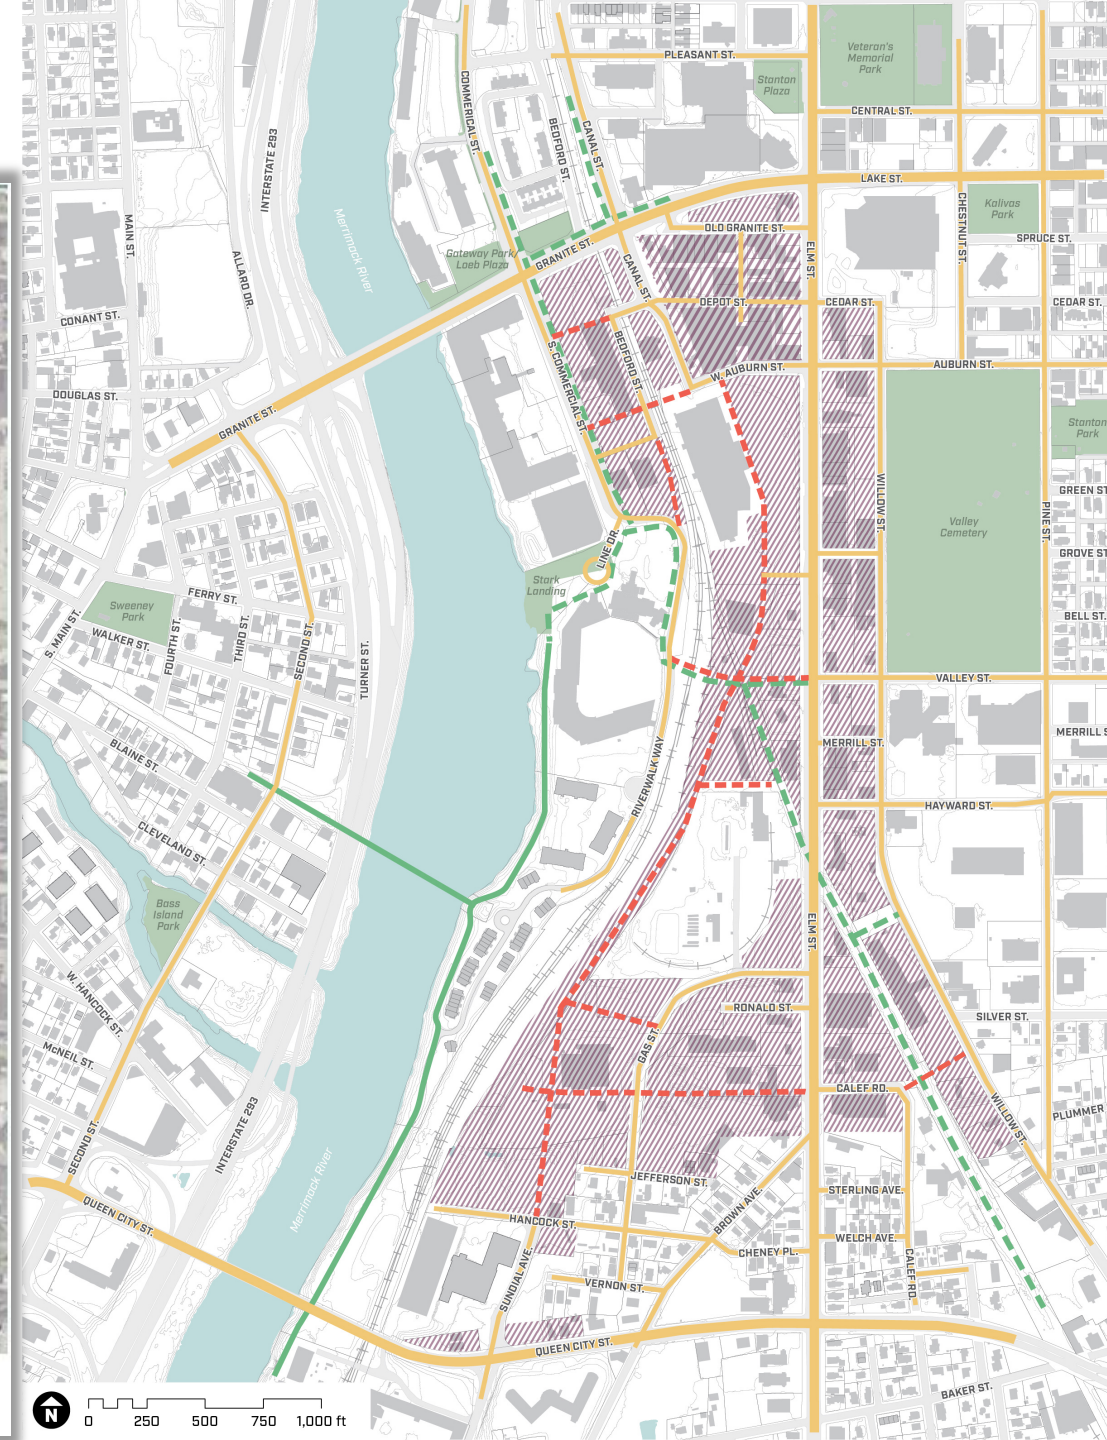 PLEASANT ST.
Veteran's
Memorial
Park
Stanton
Plaza
COMMERICAL ST.
BEDFORD ST.
CANAL ST.
CENTRAL ST.
INTERSTATE 293
LAKE ST.
MAIN ST.
Merrimack River
CHESTNUT ST.
Kalivas
Park
OLD GRANITE ST.
SPRUCE ST.
ALLARD DR.
Gateway Park/
Loeb Plaza
GRANITE ST.
CANAL ST.
ELM ST.
DEPOT ST.
CEDAR ST.
CEDAR ST.
CONANT ST.
S. COMMERCIAL ST.
BEDFORD ST.
W. AUBURN ST.
AUBURN ST.
DOUGLAS ST.
GRANITE ST.
Stanton
Park
WILLOW ST.
GREEN ST
PINE ST.
Valley
Cemetery
LINE DR.
GROVE ST
Stark
Landing
FERRY ST.
Sweeney
Park
S. MAIN ST.
WALKER ST.
FOURTH ST.
THIRD ST.
SECOND ST.
TURNER ST.
BELL ST.
VALLEY ST.
BLAINE ST.
MERRILL ST.
MERRILL S
RIVERWALK WAY
HAYWARD ST.
CLEVELAND ST.
Bass
Island
Park
ELM ST.
W. HANCOCK ST.
RONALD ST.
SILVER ST.
McNEIL ST.
GAS ST.
CALEF RD.
INTERSTATE 293
WILLOW ST.
PLUMMER
SECOND ST.
Merrimack River
JEFFERSON ST.
BROWN AVE.
STERLING AVE.
QUEEN CITY ST.
HANCOCK ST.
CHENEY PL.
WELCH AVE.
CALEF RD.
SUNDIAL AVE.
VERNON ST.
QUEEN CITY ST.
BAKER ST.
N
0 250 500 750 1,000 ft